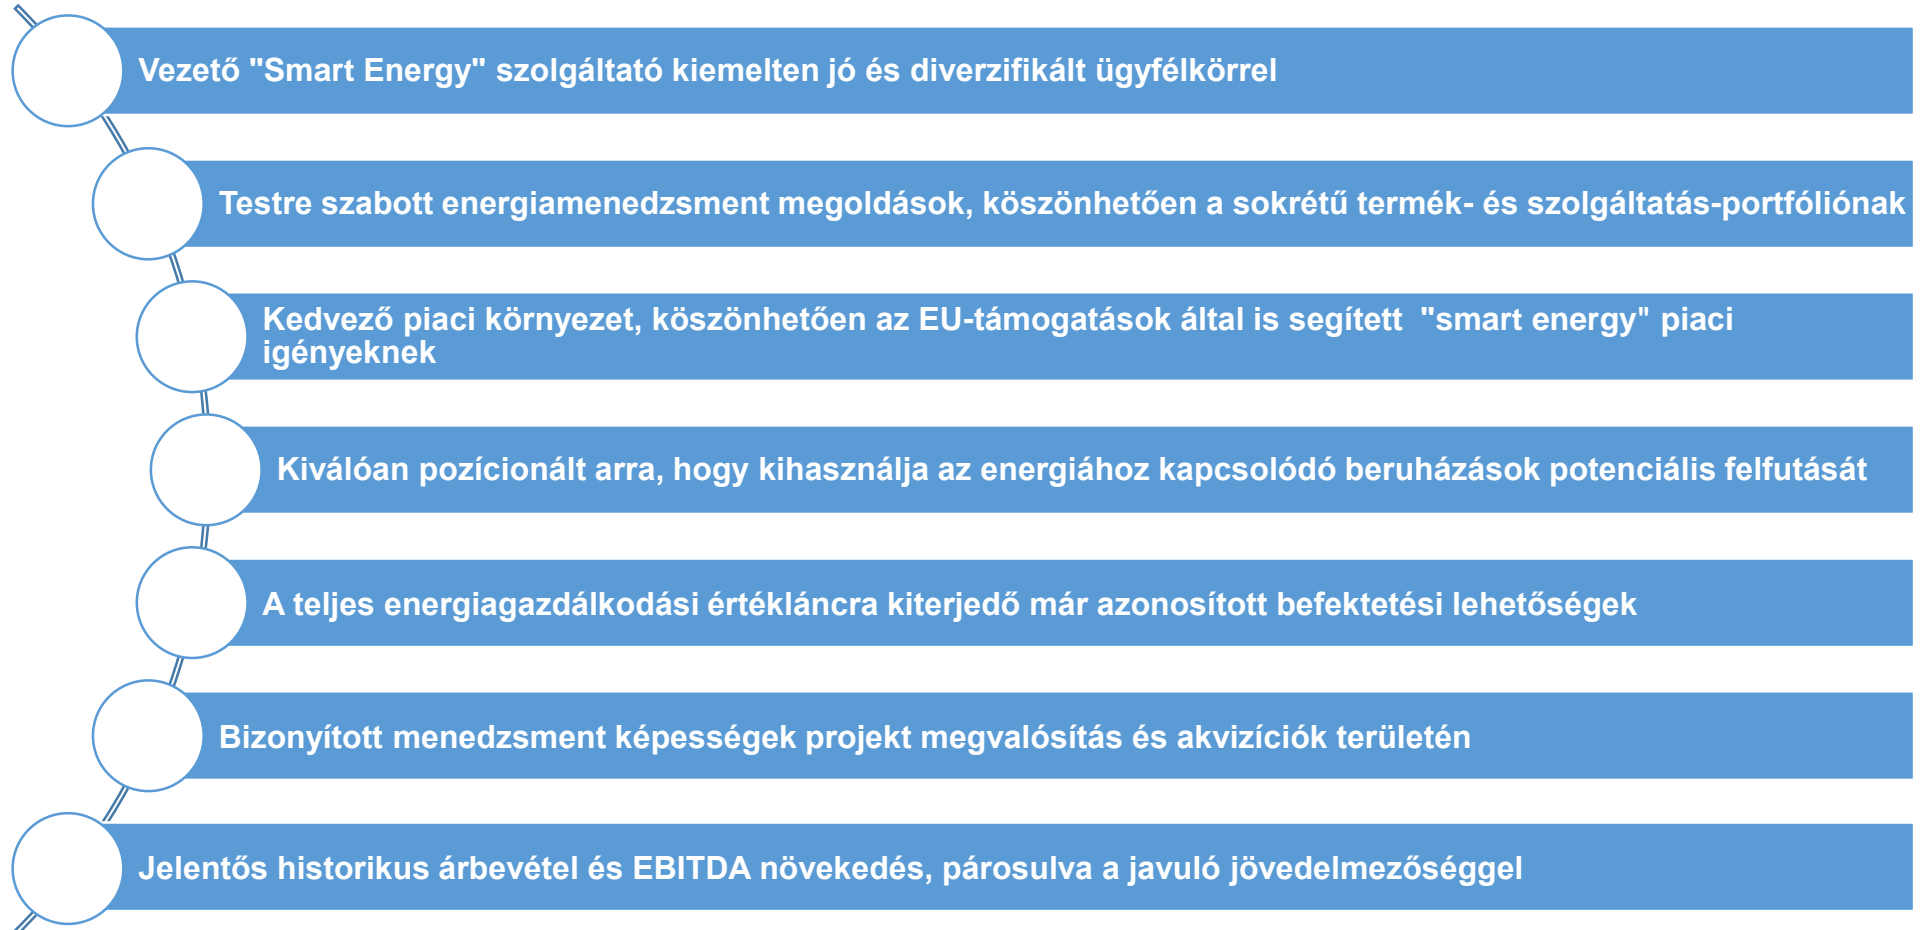 Vezető "Smart Energy" szolgáltató kiemelten jó és diverzifikált ügyfélkörrel
Testre szabott energiamenedzsment megoldások, köszönhetően a sokrétű termék- és szolgáltatás-portfóliónak
Kedvező piaci környezet, köszönhetően az EU-támogatások által is segített  "smart energy" piaci
igényeknek
Kiválóan pozícionált arra, hogy kihasználja az energiához kapcsolódó beruházások potenciális felfutását
A teljes energiagazdálkodási értékláncra kiterjedő már azonosított befektetési lehetőségek
Bizonyított menedzsment képességek projekt megvalósítás és akvizíciók területén
Jelentős historikus árbevétel és EBITDA növekedés, párosulva a javuló jövedelmezőséggel